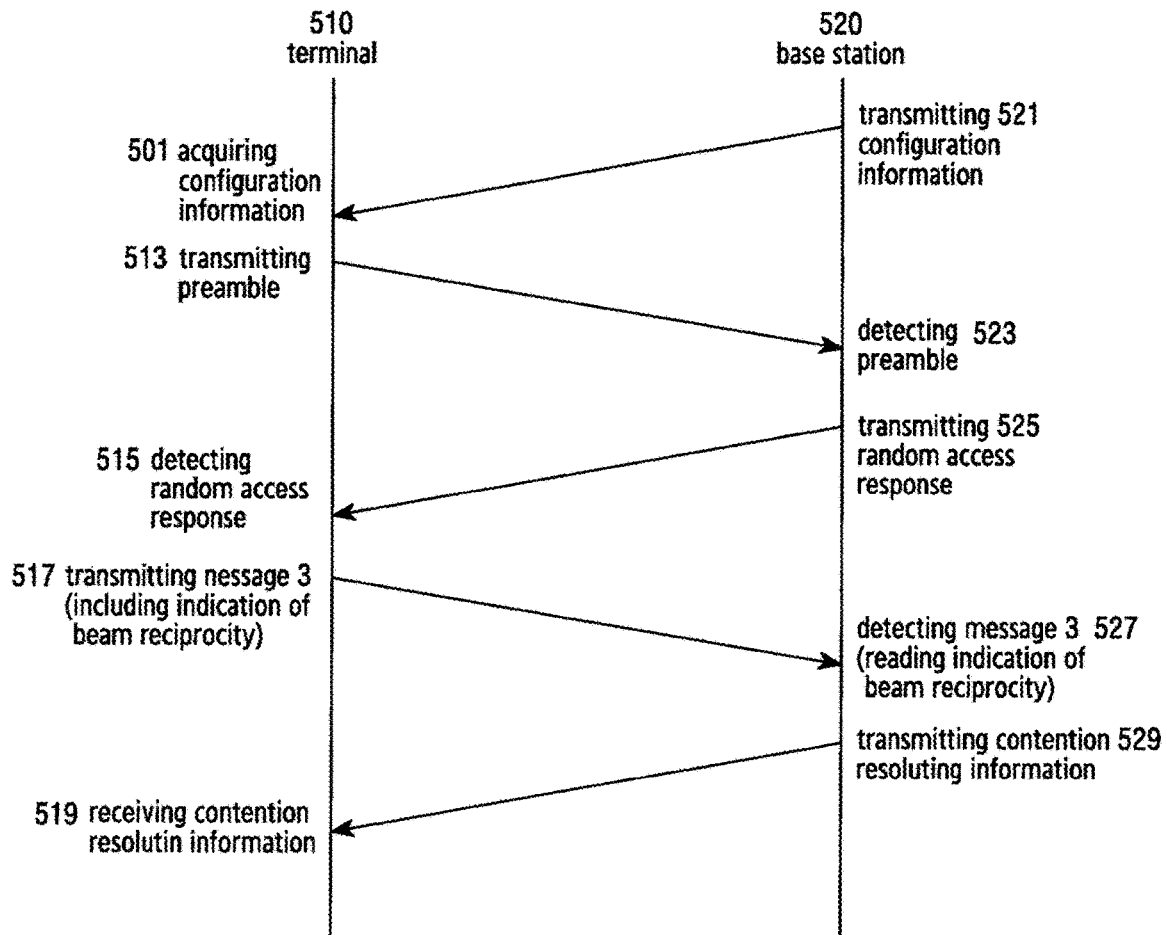 510
terminal
520
base station
transmitting 521
configuration
information
501 acquiring
configuration
information
513 transmitting
preamble
detecting 523
preamble
transmitting 525
random access
response
515 detecting
random access
response
517 transmitting nessage 3
(including indication of
beam reciprocity)
detecting message 3 527
(reading indication of
beam reciprocity)
transmitting contention 529
resoluting information
519 receiving contention
resolutin information